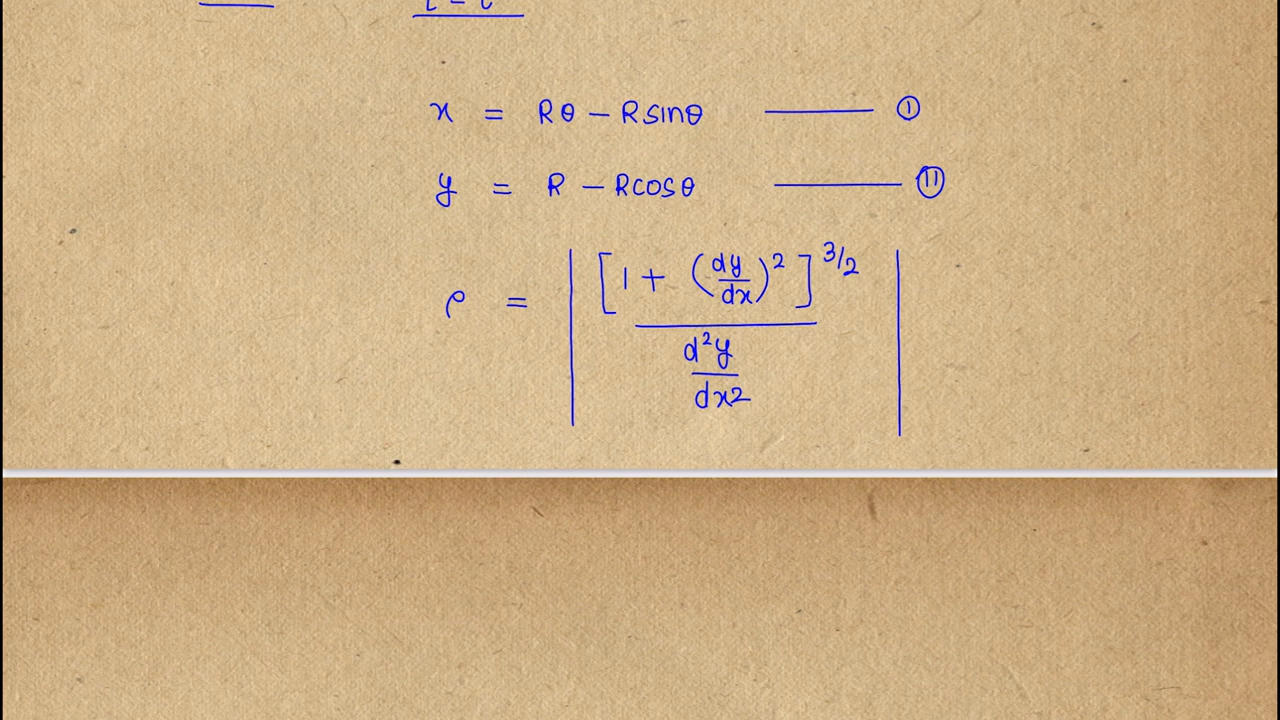 x = Rθ – Rsinθ ——— ①
y = R – Rcosθ ——— ⑪
ρ = | [1 + (dy/dx)²]^3/2 / d²y/dx2 |